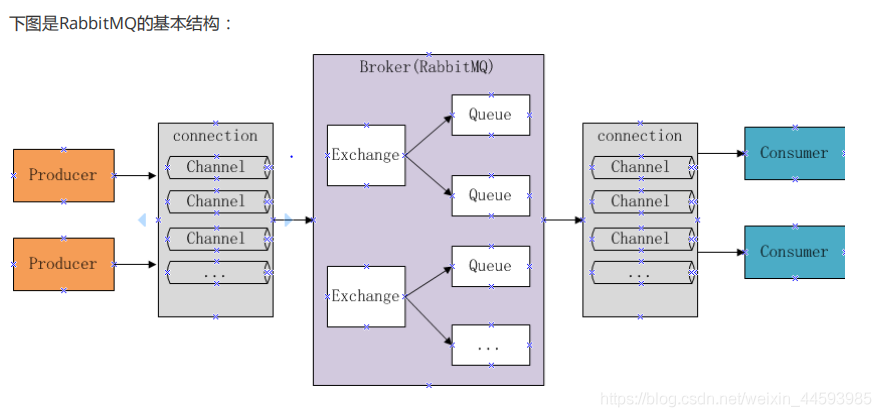 下图是RabbitMQ的基本结构：
Broker(RabbitMQ)
Producer
Producer
connection
Channel
Channel
Channel
...
Exchange
Queue
Queue
Exchange
Queue
...
connection
Channel
Channel
Channel
...
Consumer
Consumer
https://blog.csdn.net/weixin_44593985